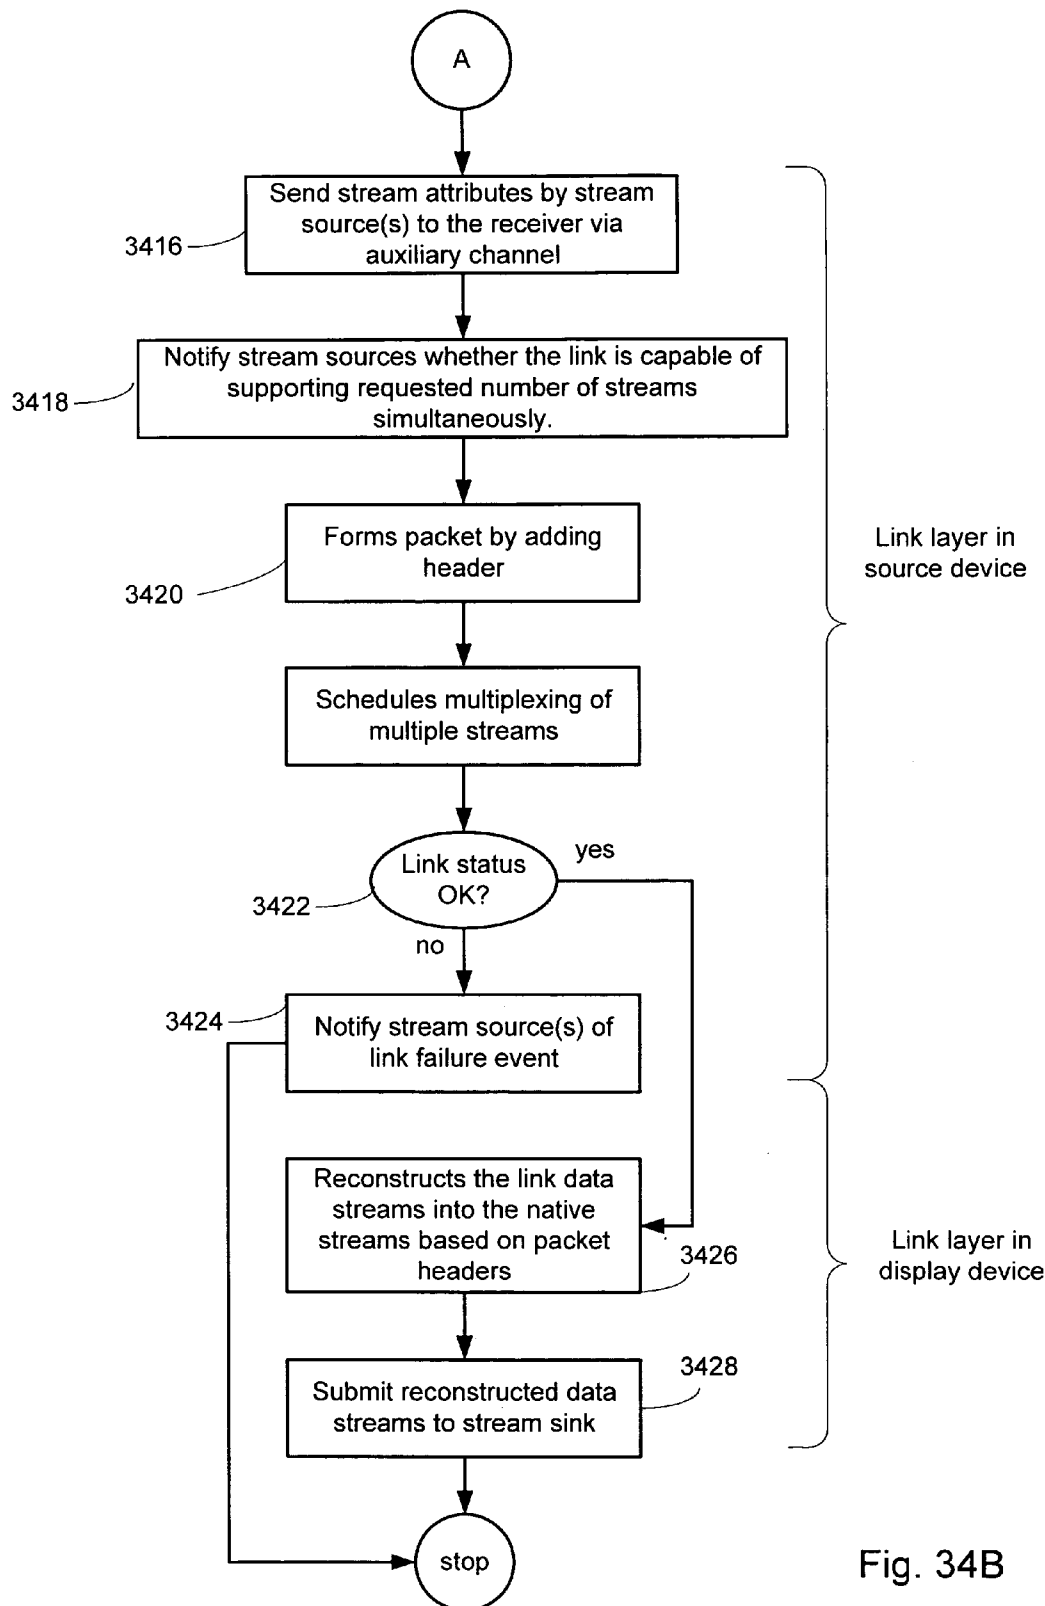 A
Send stream attributes by stream
source(s) to the receiver via
auxiliary channel
3416
Notify stream sources whether the link is capable of
supporting requested number of streams
simultaneously.
3418
Forms packet by adding
header
3420
Link layer in
source device
Schedules multiplexing of
multiple streams
Link status
OK?
yes
3422
no
3424
Notify stream source(s) of
link failure event
Reconstructs the link data
streams into the native
streams based on packet
headers
3426
Link layer in
display device
3428
Submit reconstructed data
streams to stream sink
stop
Fig. 34B